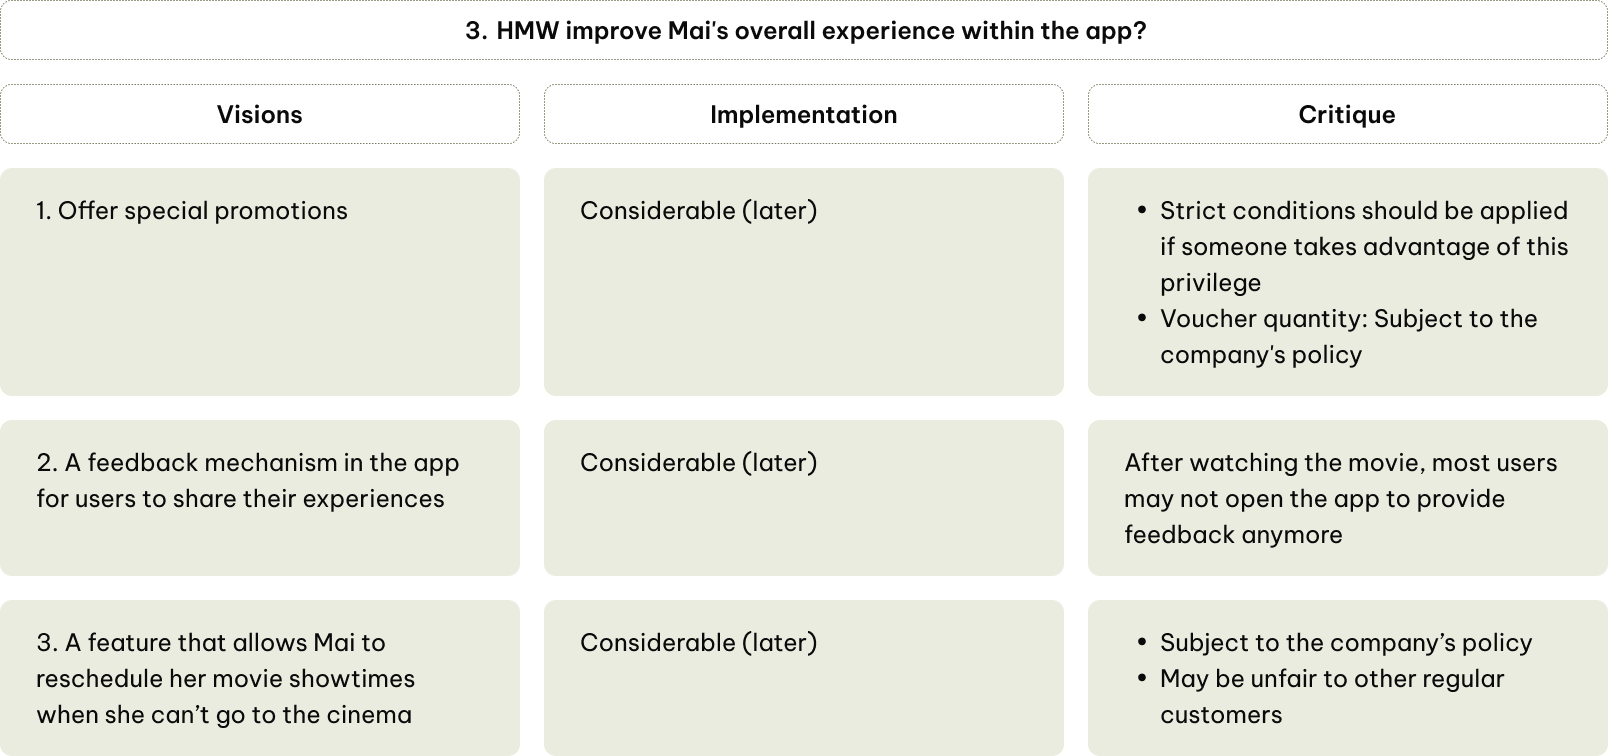 3. HMW improve Mai's overall experience within the app?
Visions
Implementation
Critique
1. Offer special promotions
Considerable (later)
• Strict conditions should be applied
if someone takes advantage of this
privilege
• Voucher quantity: Subject to the
company's policy
2. A feedback mechanism in the app
for users to share their experiences
Considerable (later)
After watching the movie, most users
may not open the app to provide
feedback anymore
3. A feature that allows Mai to
reschedule her movie showtimes
when she can’t go to the cinema
Considerable (later)
• Subject to the company’s policy
• May be unfair to other regular
customers